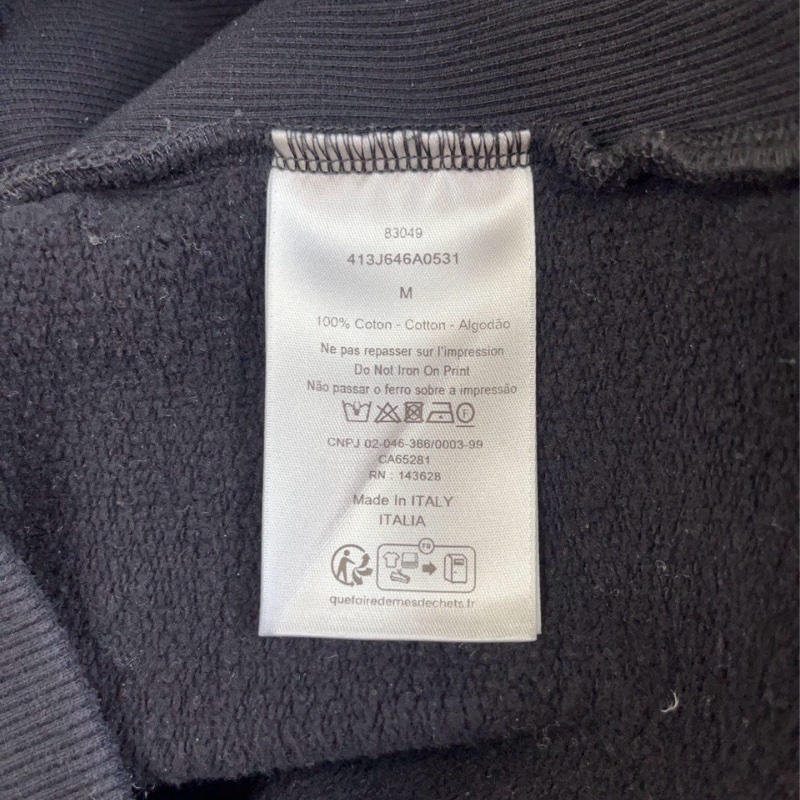 83049
413J646A0531
M
100% Coton - Cotton - Algodão
Ne pas repasser sur l'impression
Do Not Iron On Print
Não passar o ferro sobre a impressão
F
CNPJ 02-046-366/0003-99
CA65281
RN : 143628
Made In ITALY
ITALIA
FR
quefairedemesdechets.fr